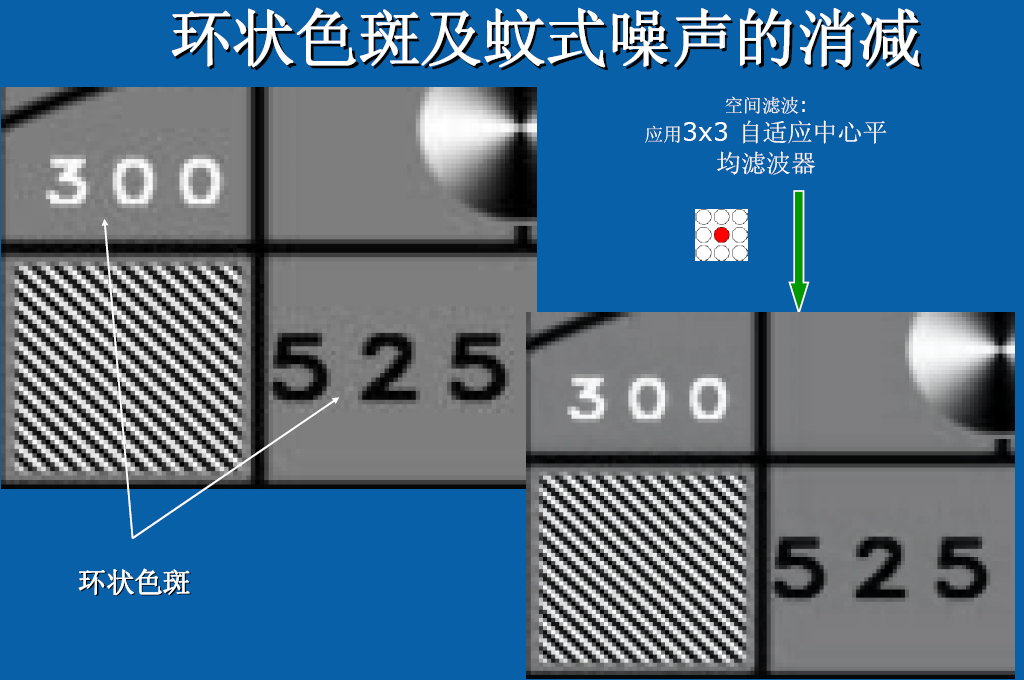 环状色斑及蚊式噪声的消减
空间滤波:
应用3x3 自适应中心平
均滤波器
300
525
300
525
环状色斑